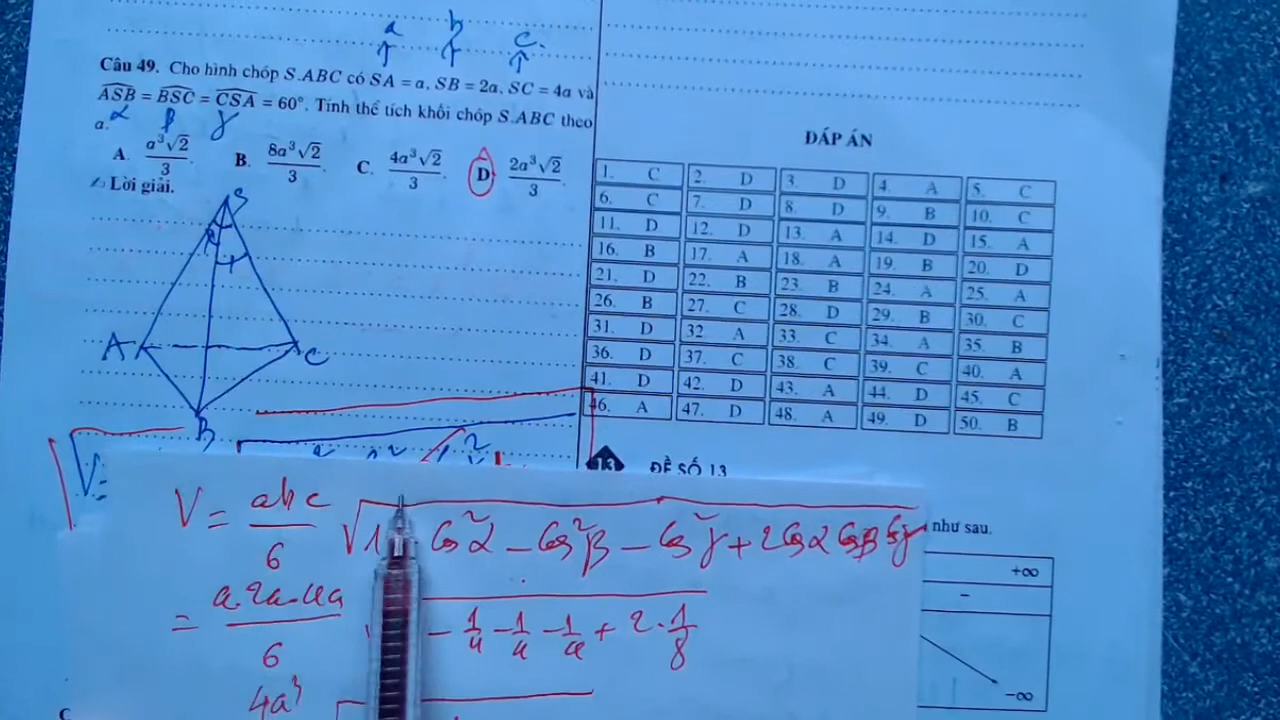 a b c.
Câu 49. Cho hình chóp S.ABC có SA = a, SB = 2a, SC = 4a và
ASB = BSC = CSA = 60°. Tính thể tích khối chóp S.ABC theo
a.
α β γ
A. a³√2/3. B. 8a³√2/3. C. 4a³√2/3. D. 2a³√2/3.
Lời giải.
S
A C
B
V=
ĐÁP ÁN
1. C 2. D 3. D 4. A 5. C
6. C 7. D 8. D 9. B 10. C
11. D 12. D 13. A 14. D 15. A
16. B 17. A 18. A 19. B 20. D
21. D 22. B 23. B 24. A 25. A
26. B 27. C 28. D 29. B 30. C
31. D 32 A 33. C 34. A 35. B
36. D 37. C 38. C 39. C 40. A
41. D 42. D 43. A 44. D 45. C
46. A 47. D 48. A 49. D 50. B
13 ĐỀ SỐ 13
như sau.
+∞
−
−∞
V = abc/6 √1 cos²α − cos²β − cos²γ + 2cosα cosβ cosγ
= a.2a.4a/6 − 1/4 − 1/4 − 1/4 + 2.1/8
4a³
C